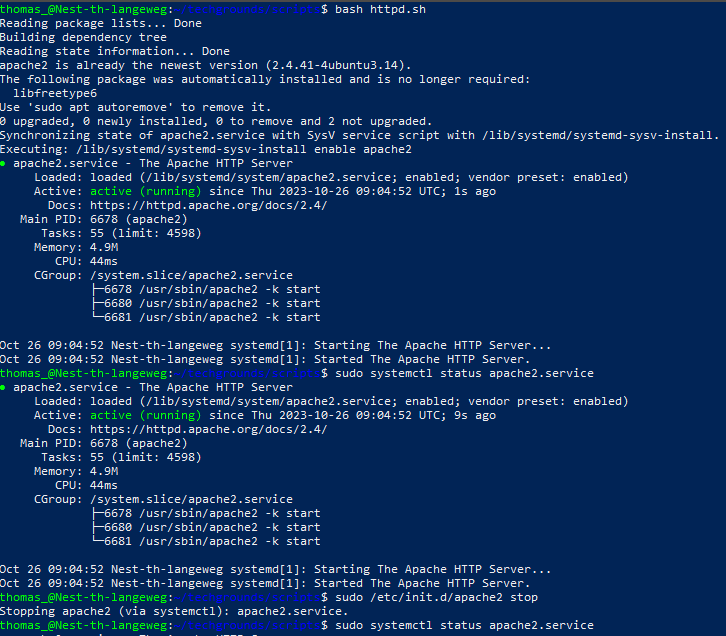 thomas_@Nest-th-langeweg:~/techgrounds/scripts$ bash httpd.sh
Reading package lists... Done
Building dependency tree
Reading state information... Done
apache2 is already the newest version (2.4.41-4ubuntu3.14).
The following package was automatically installed and is no longer required:
  libfreetype6
Use 'sudo apt autoremove' to remove it.
0 upgraded, 0 newly installed, 0 to remove and 2 not upgraded.
Synchronizing state of apache2.service with SysV service script with /lib/systemd/systemd-sysv-install.
Executing: /lib/systemd/systemd-sysv-install enable apache2
● apache2.service - The Apache HTTP Server
     Loaded: loaded (/lib/systemd/system/apache2.service; enabled; vendor preset: enabled)
     Active: active (running) since Thu 2023-10-26 09:04:52 UTC; 1s ago
       Docs: https://httpd.apache.org/docs/2.4/
   Main PID: 6678 (apache2)
      Tasks: 55 (limit: 4598)
     Memory: 4.9M
        CPU: 44ms
     CGroup: /system.slice/apache2.service
             ├─6678 /usr/sbin/apache2 -k start
             ├─6680 /usr/sbin/apache2 -k start
             └─6681 /usr/sbin/apache2 -k start

Oct 26 09:04:52 Nest-th-langeweg systemd[1]: Starting The Apache HTTP Server...
Oct 26 09:04:52 Nest-th-langeweg systemd[1]: Started The Apache HTTP Server.
thomas_@Nest-th-langeweg:~/techgrounds/scripts$ sudo systemctl status apache2.service
● apache2.service - The Apache HTTP Server
     Loaded: loaded (/lib/systemd/system/apache2.service; enabled; vendor preset: enabled)
     Active: active (running) since Thu 2023-10-26 09:04:52 UTC; 9s ago
       Docs: https://httpd.apache.org/docs/2.4/
   Main PID: 6678 (apache2)
      Tasks: 55 (limit: 4598)
     Memory: 4.9M
        CPU: 44ms
     CGroup: /system.slice/apache2.service
             ├─6678 /usr/sbin/apache2 -k start
             ├─6680 /usr/sbin/apache2 -k start
             └─6681 /usr/sbin/apache2 -k start

Oct 26 09:04:52 Nest-th-langeweg systemd[1]: Starting The Apache HTTP Server...
Oct 26 09:04:52 Nest-th-langeweg systemd[1]: Started The Apache HTTP Server.
thomas_@Nest-th-langeweg:~/techgrounds/scripts$ sudo /etc/init.d/apache2 stop
Stopping apache2 (via systemctl): apache2.service.
thomas_@Nest-th-langeweg:~/techgrounds/scripts$ sudo systemctl status apache2.service